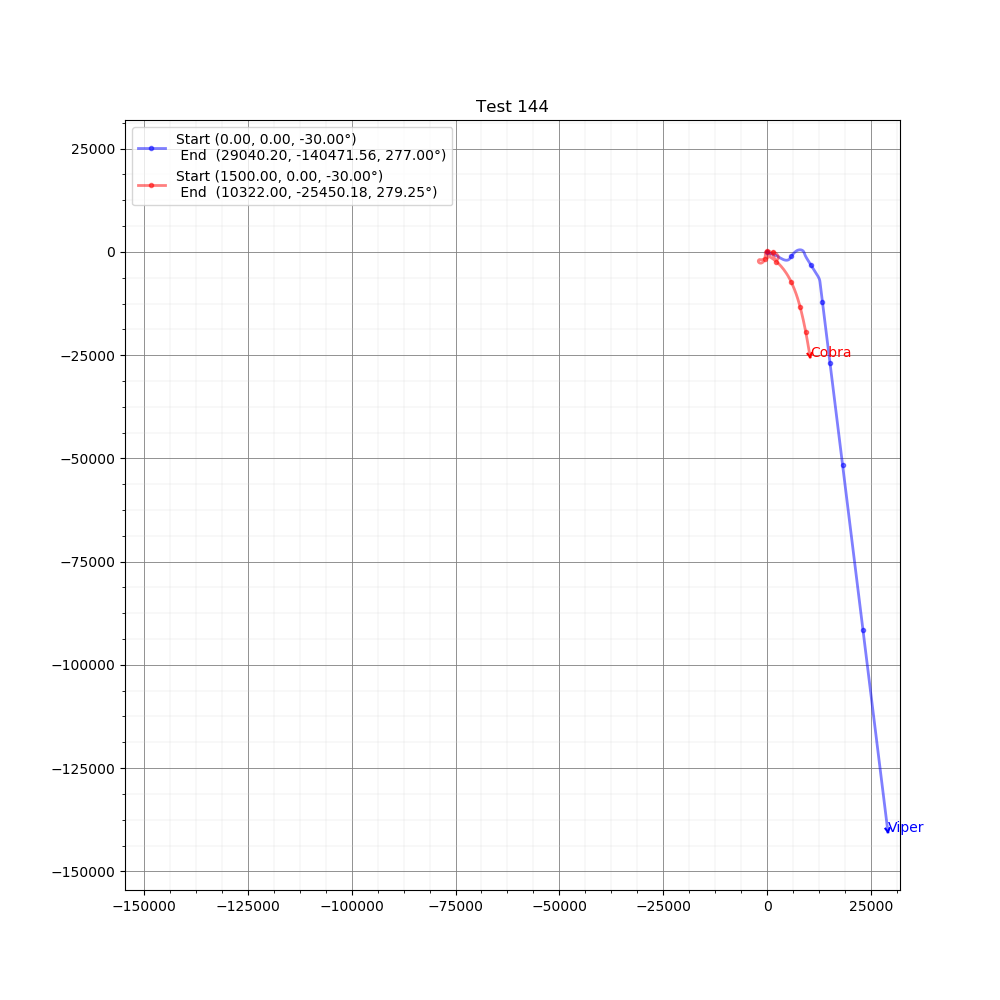 Test 144
Start (0.00, 0.00, -30.00°)
End (29040.20, -140471.56, 277.00°)
Start (1500.00, 0.00, -30.00°)
End (10322.00, -25450.18, 279.25°)
25000
0
−25000
−50000
−75000
−100000
−125000
−150000
Cobra
Viper
−150000 −125000 −100000 −75000 −50000 −25000 0 25000